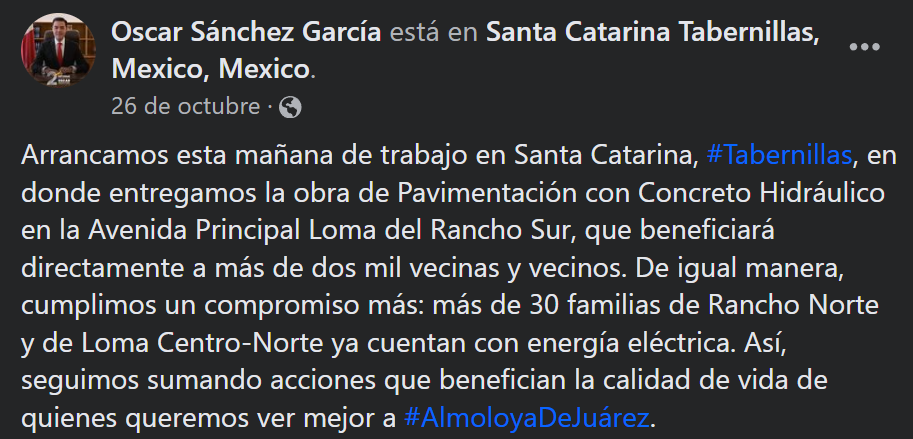 Oscar Sánchez García está en Santa Catarina Tabernillas,
Mexico, Mexico.
26 de octubre ·
Arrancamos esta mañana de trabajo en Santa Catarina, #Tabernillas, en
donde entregamos la obra de Pavimentación con Concreto Hidráulico
en la Avenida Principal Loma del Rancho Sur, que beneficiará
directamente a más de dos mil vecinas y vecinos. De igual manera,
cumplimos un compromiso más: más de 30 familias de Rancho Norte
y de Loma Centro-Norte ya cuentan con energía eléctrica. Así,
seguimos sumando acciones que benefician la calidad de vida de
quienes queremos ver mejor a #AlmoloyaDeJuárez.